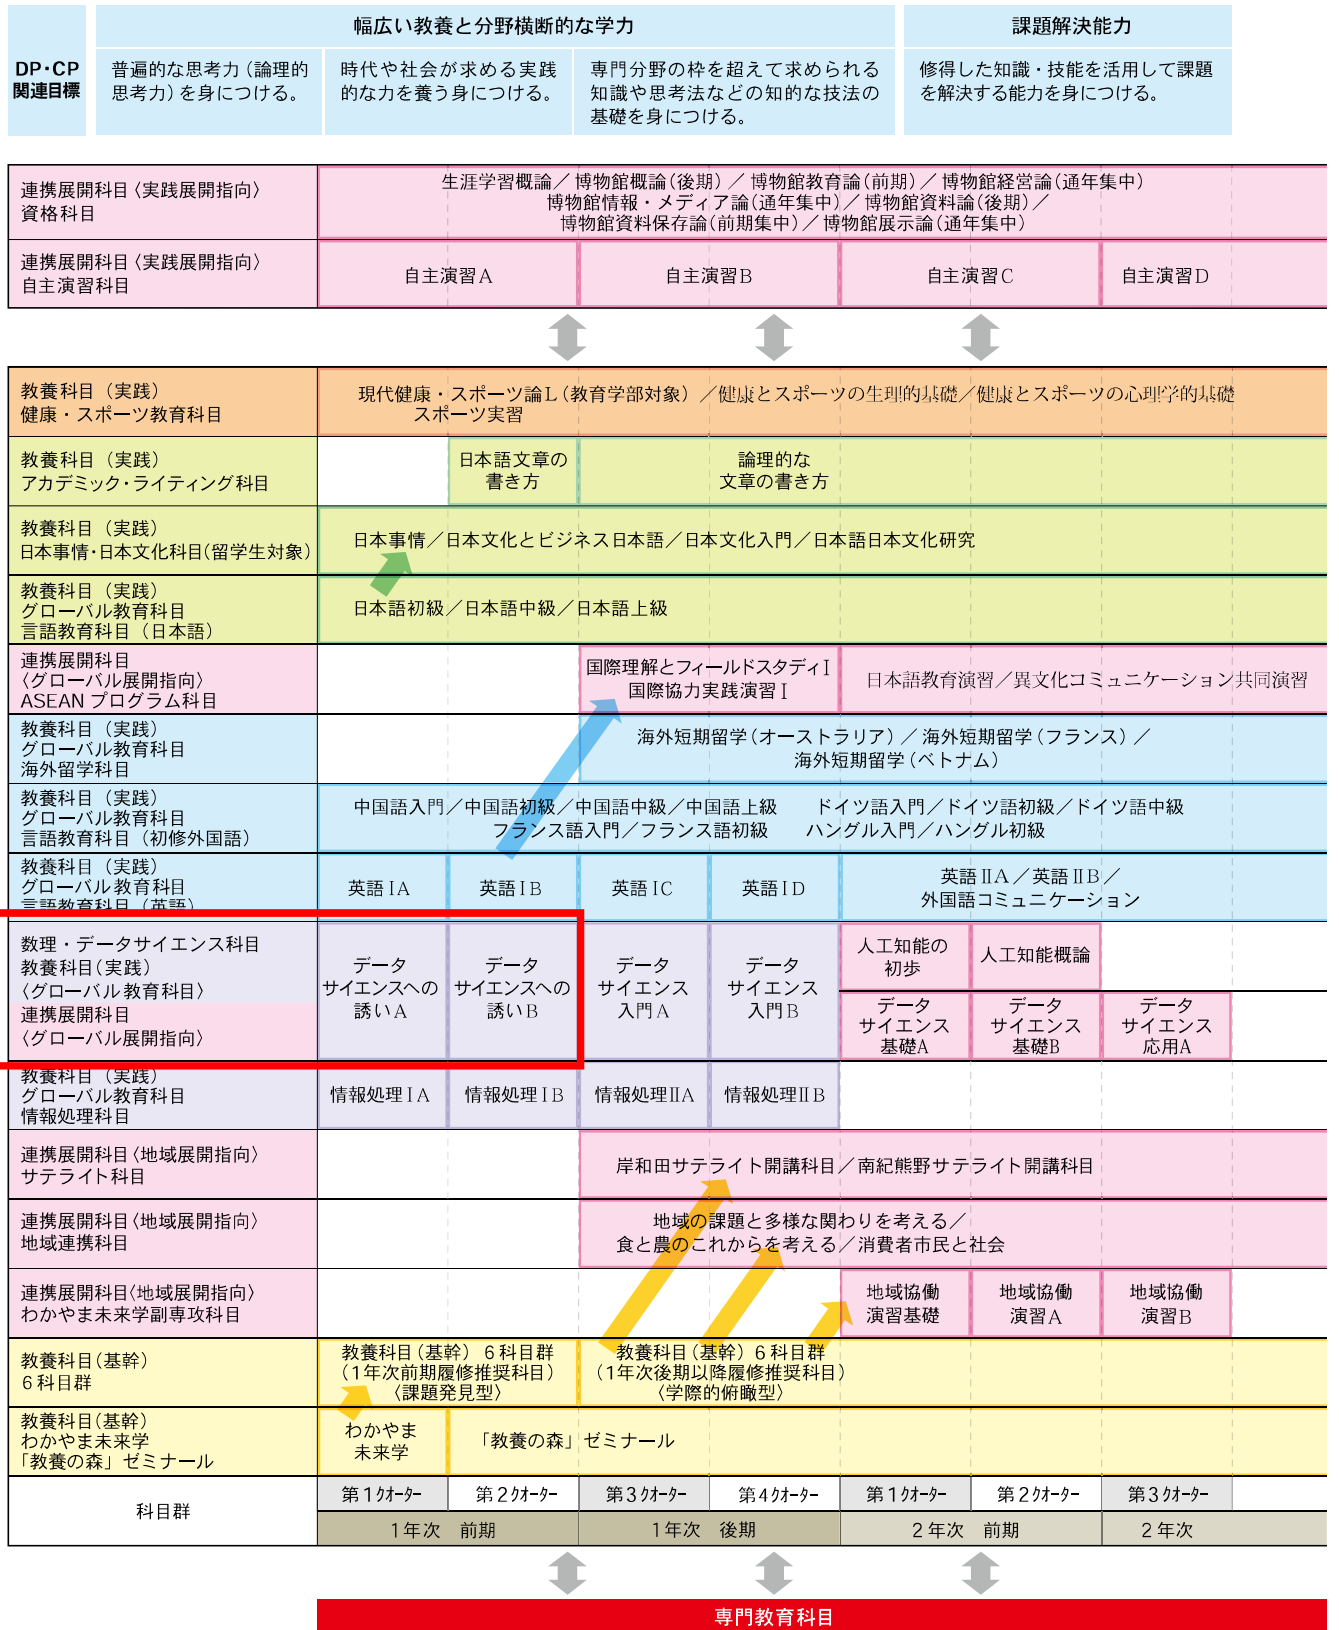 DP・CP
関連目標
幅広い教養と分野横断的な学力
課題解決能力
普遍的な思考力（論理的
思考力）を身につける。
時代や社会が求める実践
的な力を養う身につける。
専門分野の枠を超えて求められる
知識や思考法などの知的な技法の
基礎を身につける。
修得した知識・技能を活用して課題
を解決する能力を身につける。
連携展開科目〈実践展開指向〉
資格科目
生涯学習概論／博物館概論（後期）／博物館教育論（前期）／博物館経営論（通年集中）
博物館情報・メディア論（通年集中）／博物館資料論（後期）／
博物館資料保存論（前期集中）／博物館展示論（通年集中）
連携展開科目〈実践展開指向〉
自主演習科目
自主演習A
自主演習B
自主演習C
自主演習D
教養科目（実践）
健康・スポーツ教育科目
現代健康・スポーツ論L（教育学部対象）／健康とスポーツの生理的基礎／健康とスポーツの心理学的基礎
スポーツ実習
教養科目（実践）
アカデミック・ライティング科目
日本語文章の
書き方
論理的な
文章の書き方
教養科目（実践）
日本事情・日本文化科目（留学生対象）
日本事情／日本文化とビジネス日本語／日本文化入門／日本語日本文化研究
教養科目（実践）
グローバル教育科目
言語教育科目（日本語）
日本語初級／日本語中級／日本語上級
連携展開科目
〈グローバル展開指向〉
ASEAN プログラム科目
国際理解とフィールドスタディⅠ
国際協力実践演習Ⅰ
日本語教育演習／異文化コミュニケーション共同演習
教養科目（実践）
グローバル教育科目
海外留学科目
海外短期留学（オーストラリア）／海外短期留学（フランス）／
海外短期留学（ベトナム）
教養科目（実践）
グローバル教育科目
言語教育科目（初修外国語）
中国語入門／中国語初級／中国語中級／中国語上級　ドイツ語入門／ドイツ語初級／ドイツ語中級
フランス語入門／フランス語初級　ハングル入門／ハングル初級
教養科目（実践）
グローバル教育科目
言語教育科目（英語）
英語ⅠA
英語ⅠB
英語ⅠC
英語ⅠD
英語ⅡA／英語ⅡB／
外国語コミュニケーション
数理・データサイエンス科目
教養科目（実践）
〈グローバル教育科目〉
連携展開科目
〈グローバル展開指向〉
データ
サイエンスへの
誘いA
データ
サイエンスへの
誘いB
データ
サイエンス
入門A
データ
サイエンス
入門B
人工知能の
初歩
人工知能概論
データ
サイエンス
基礎A
データ
サイエンス
基礎B
データ
サイエンス
応用A
教養科目（実践）
グローバル教育科目
情報処理科目
情報処理ⅠA
情報処理ⅠB
情報処理ⅡA
情報処理ⅡB
連携展開科目〈地域展開指向〉
サテライト科目
岸和田サテライト開講科目／南紀熊野サテライト開講科目
連携展開科目〈地域展開指向〉
地域連携科目
地域の課題と多様な関わりを考える／
食と農のこれからを考える／消費者市民と社会
連携展開科目〈地域展開指向〉
わかやま未来学副専攻科目
地域協働
演習基礎
地域協働
演習A
地域協働
演習B
教養科目（基幹）
6科目群
教養科目（基幹）6科目群
（1年次前期履修推奨科目）
〈課題発見型〉
教養科目（基幹）6科目群
（1年次後期以降履修推奨科目）
〈学際的俯瞰型〉
教養科目（基幹）
わかやま未来学
「教養の森」ゼミナール
わかやま
未来学
「教養の森」ゼミナール
科目群
第1クオーター
第2クオーター
第3クオーター
第4クオーター
第1クオーター
第2クオーター
第3クオーター
1年次　前期
1年次　後期
2年次　前期
2年次
専門教育科目